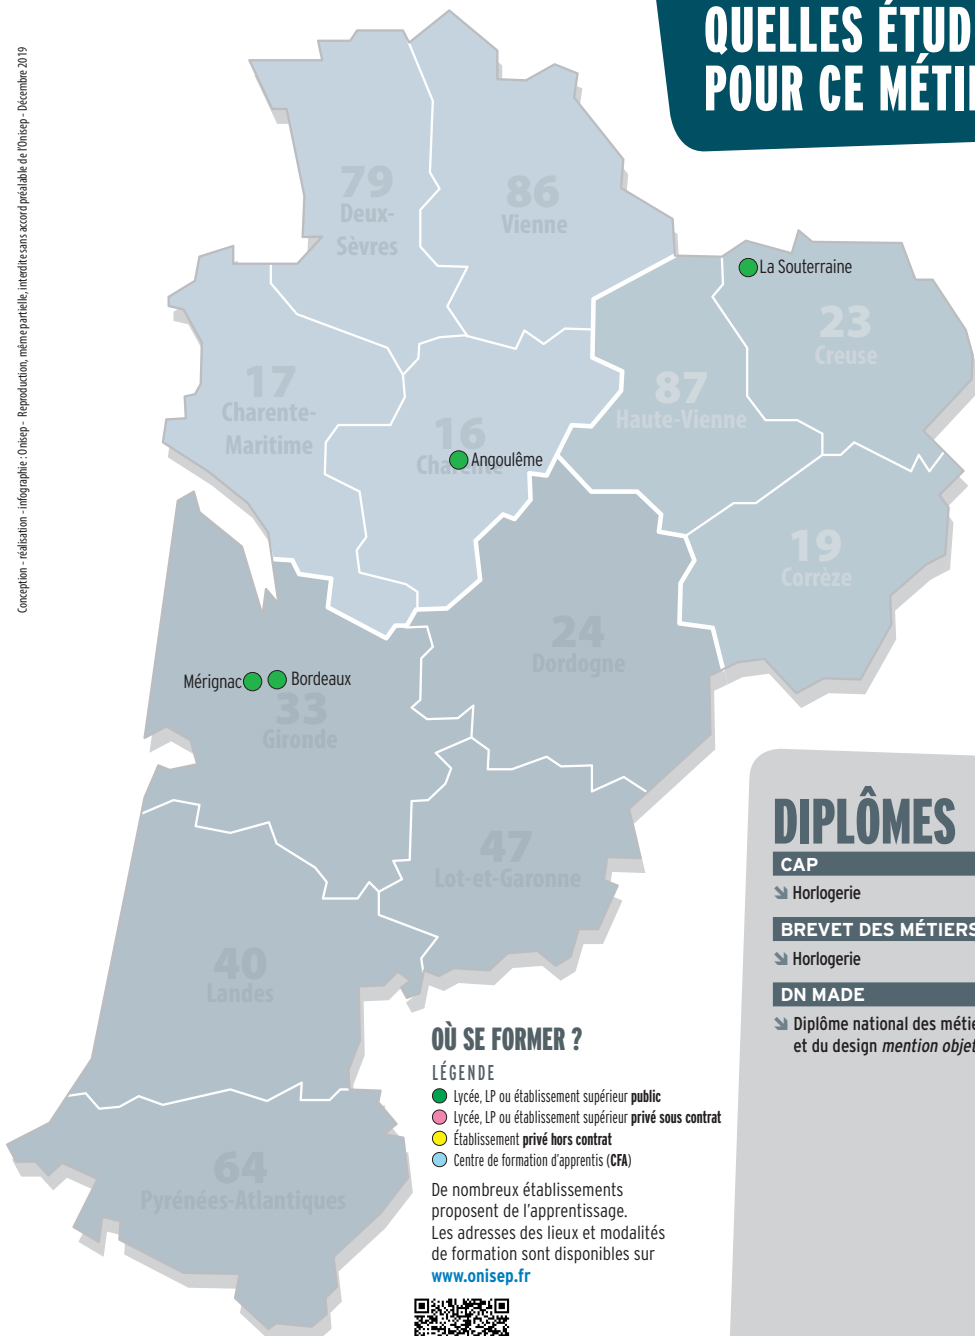 QUELLES ÉTUD
POUR CE MÉTIE
Conception - réalisation - infographie : Onisep - Reproduction, même partielle, interdite sans accord préalable de l'Onisep - Décembre 2019
79
Deux-
Sèvres
86
Vienne
La Souterraine
23
Creuse
17
Charente-
Maritime
87
Haute-Vienne
16
Charente
Angoulême
19
Corrèze
24
Dordogne
Mérignac
Bordeaux
33
Gironde
47
Lot-et-Garonne
40
Landes
64
Pyrénées-Atlantiques
DIPLÔMES
CAP
Horlogerie
BREVET DES MÉTIERS
Horlogerie
DN MADE
Diplôme national des métie
et du design mention objet
OÙ SE FORMER ?
LÉGENDE
Lycée, LP ou établissement supérieur public
Lycée, LP ou établissement supérieur privé sous contrat
Établissement privé hors contrat
Centre de formation d'apprentis (CFA)
De nombreux établissements
proposent de l'apprentissage.
Les adresses des lieux et modalités
de formation sont disponibles sur
www.onisep.fr